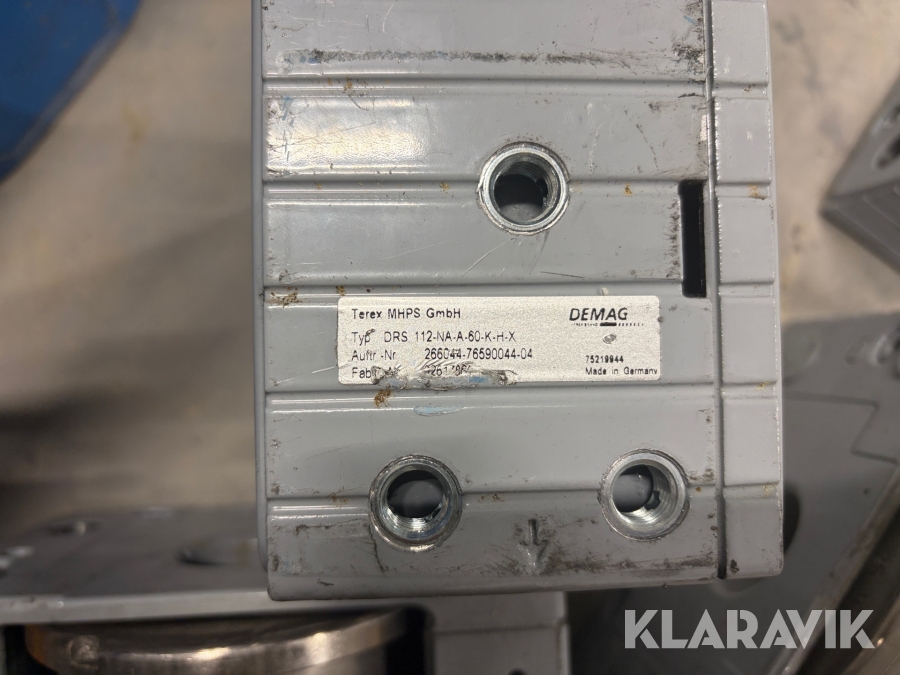 Terex MHPS GmbH
DEMAG
Typ DRS 112-NA-A-60-K-H-X
Auftr.-Nr. 266044-76590044-04
75219944
Made in Germany
KLARAVIK